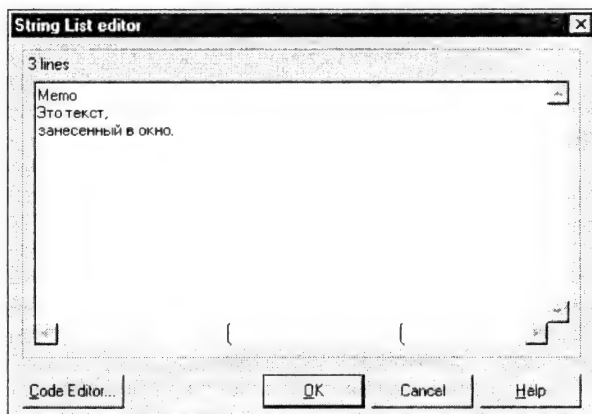 String List editor
3 lines
Memo
Это текст,
занесенный в окно.
Code Editor...
OK
Cancel
Help